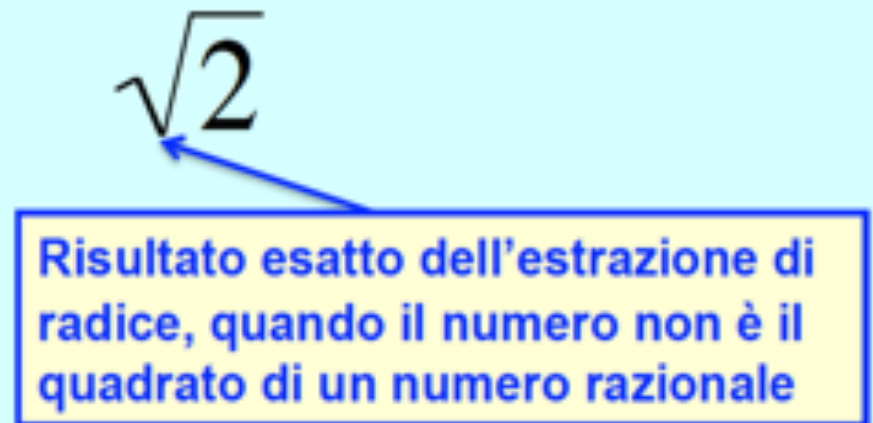 √2
Risultato esatto dell’estrazione di
radice, quando il numero non è il
quadrato di un numero razionale